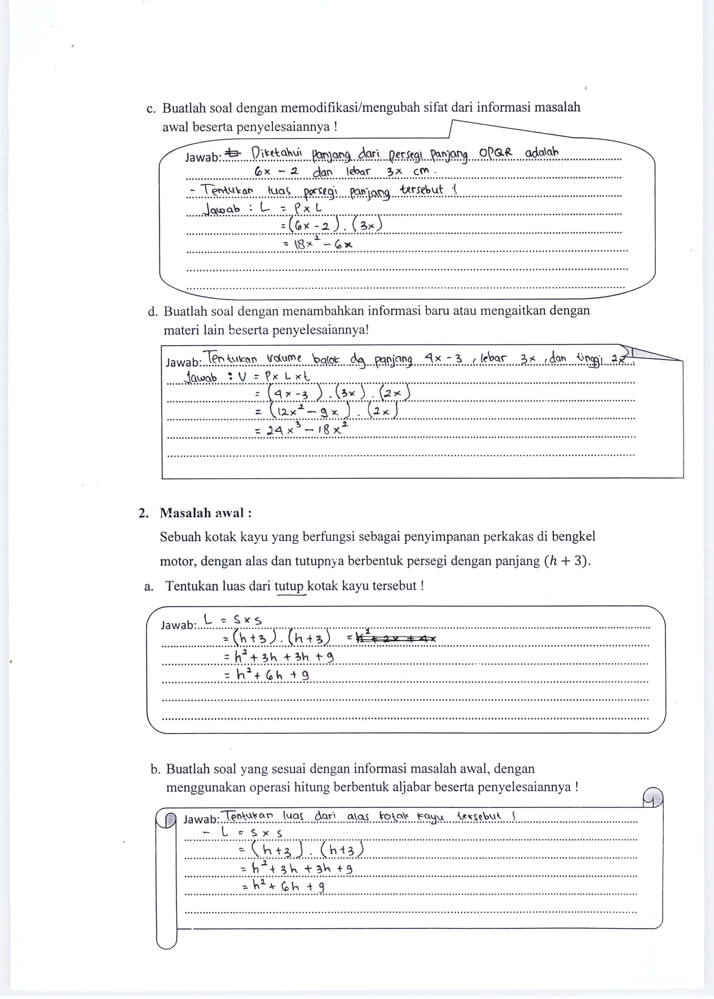 c. Buatlah soal dengan memodifikasi/mengubah sifat dari informasi masalah
awal beserta penyelesaiannya !
Jawab: Diketahui panjang dari persegi panjang OPQR adalah
6x - 2 dan lebar 3x cm.
- Tentukan luas persegi panjang tersebut !
Jawab : L = P x L
= (6x - 2) . (3x)
= 18x² - 6x
d. Buatlah soal dengan menambahkan informasi baru atau mengaitkan dengan
materi lain beserta penyelesaiannya!
Jawab: Tentukan volume balok dg panjang 4x - 3, lebar 3x, dan tinggi 2x.
Jawab : V = P x L x t
= (4x - 3) . (3x) . (2x)
= (12x² - 9x) . (2x)
= 24x³ - 18x²
2. Masalah awal :
Sebuah kotak kayu yang berfungsi sebagai penyimpanan perkakas di bengkel
motor, dengan alas dan tutupnya berbentuk persegi dengan panjang (h + 3).
a. Tentukan luas dari tutup kotak kayu tersebut !
Jawab: L = s x s
= (h+3) . (h+3) = h² + 2x + 4x
= h² + 3h + 3h + 9
= h² + 6h + 9
b. Buatlah soal yang sesuai dengan informasi masalah awal, dengan
menggunakan operasi hitung berbentuk aljabar beserta penyelesaiannya !
Jawab: Tentukan luas dari alas kotak kayu tersebut !
- L = s x s
= (h+3) . (h+3)
= h² + 3h + 3h + 9
= h² + 6h + 9